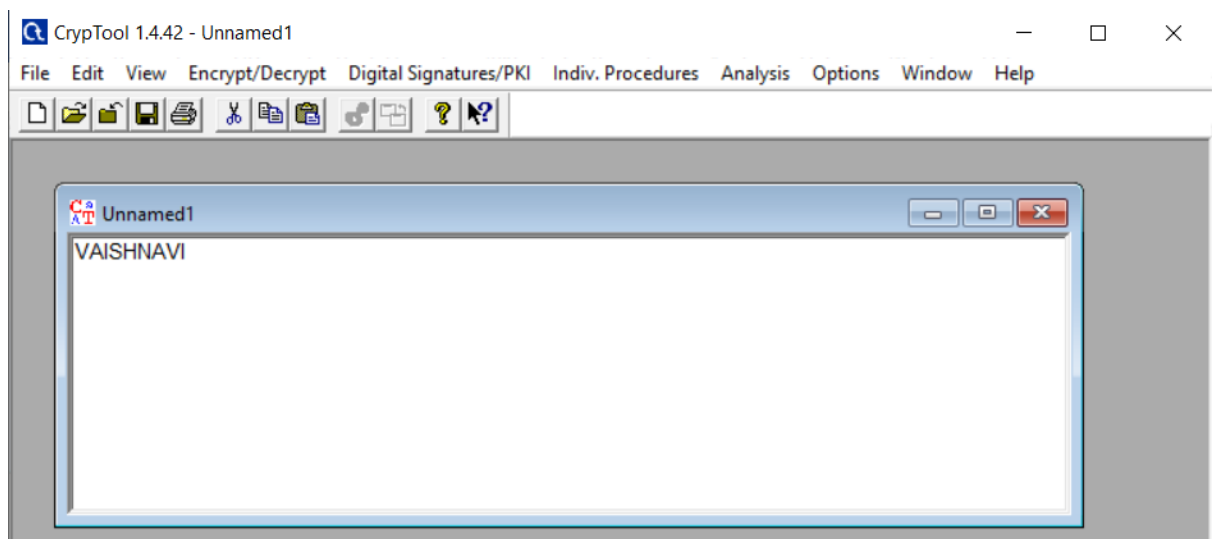 CrypTool 1.4.42 - Unnamed1
File Edit View Encrypt/Decrypt Digital Signatures/PKI Indiv. Procedures Analysis Options Window Help
Unnamed1
VAISHNAVI